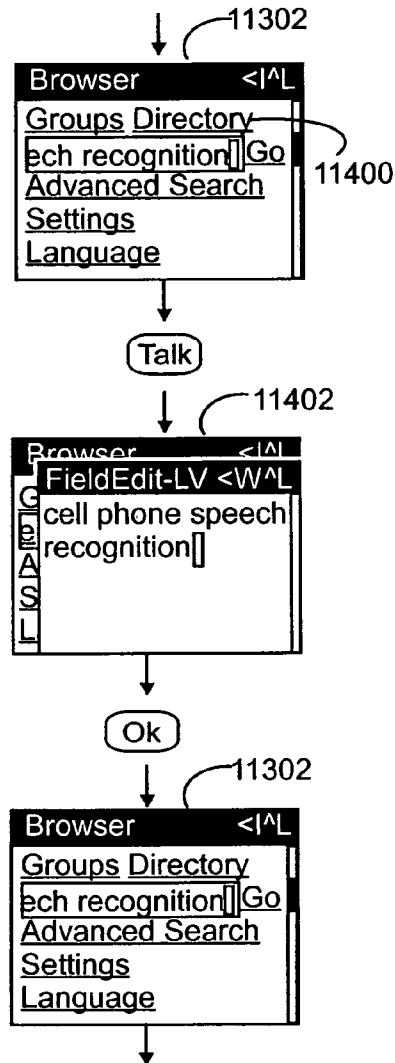 11302
Browser <I^L
Groups Directory
ech recognition Go
11400
Advanced Search
Settings
Language
Talk
11402
Browser <I^L
FieldEdit-LV <W^L
G
e
A
S
L
cell phone speech
recognition
Ok
11302
Browser <I^L
Groups Directory
ech recognition Go
Advanced Search
Settings
Language